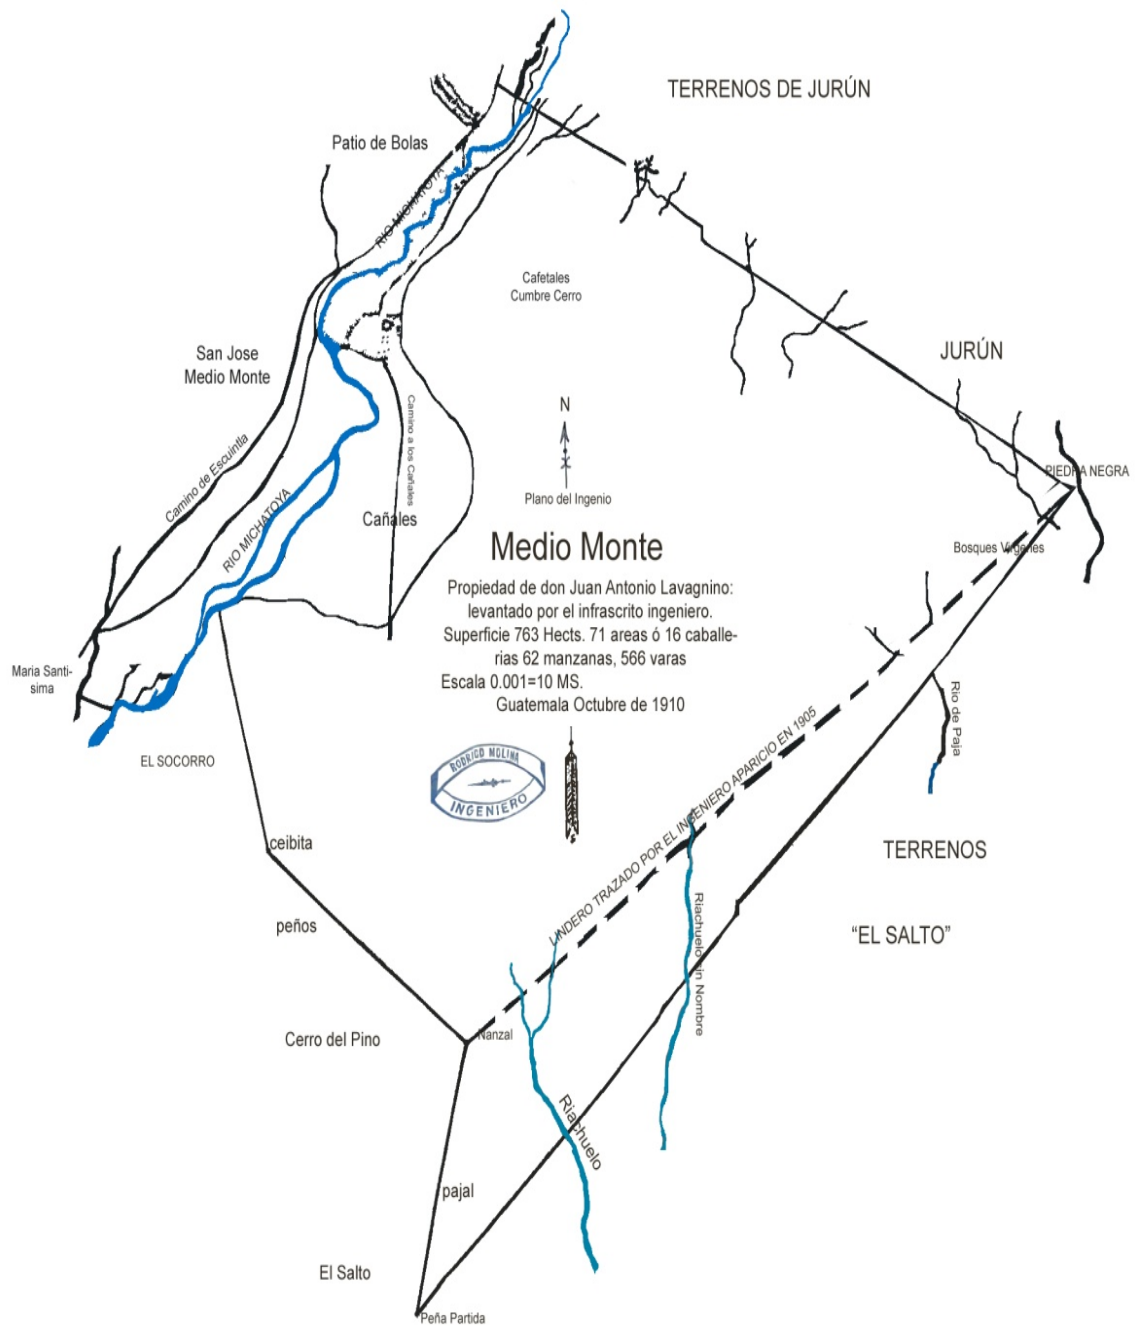 TERRENOS DE JURÚN
Patio de Bolas
RIO MICHATOYA
Cafetales
Cumbre Cerro
San Jose
Medio Monte
JURÚN
N
Camino a los Cañales
Camino de Escuintla
PIEDRA NEGRA
Plano del Ingenio
RIO MICHATOYA
Cañales
Medio Monte
Bosques Vírgenes
Propiedad de don Juan Antonio Lavagnino:
levantado por el infrascrito ingeniero.
Superficie 763 Hects. 71 areas ó 16 caballe-
rias 62 manzanas, 566 varas
Escala 0.001=10 MS.
Guatemala Octubre de 1910
Maria Santi-
sima
Rio de Paja
EL SOCORRO
RODRIGO MOLINA
INGENIERO
LINDERO TRAZADO POR EL INGENIERO APARICIO EN 1905
ceibita
TERRENOS
peños
Riachuelo sin Nombre
"EL SALTO"
Cerro del Pino
Nanzal
Riachuelo
pajal
El Salto
Peña Partida